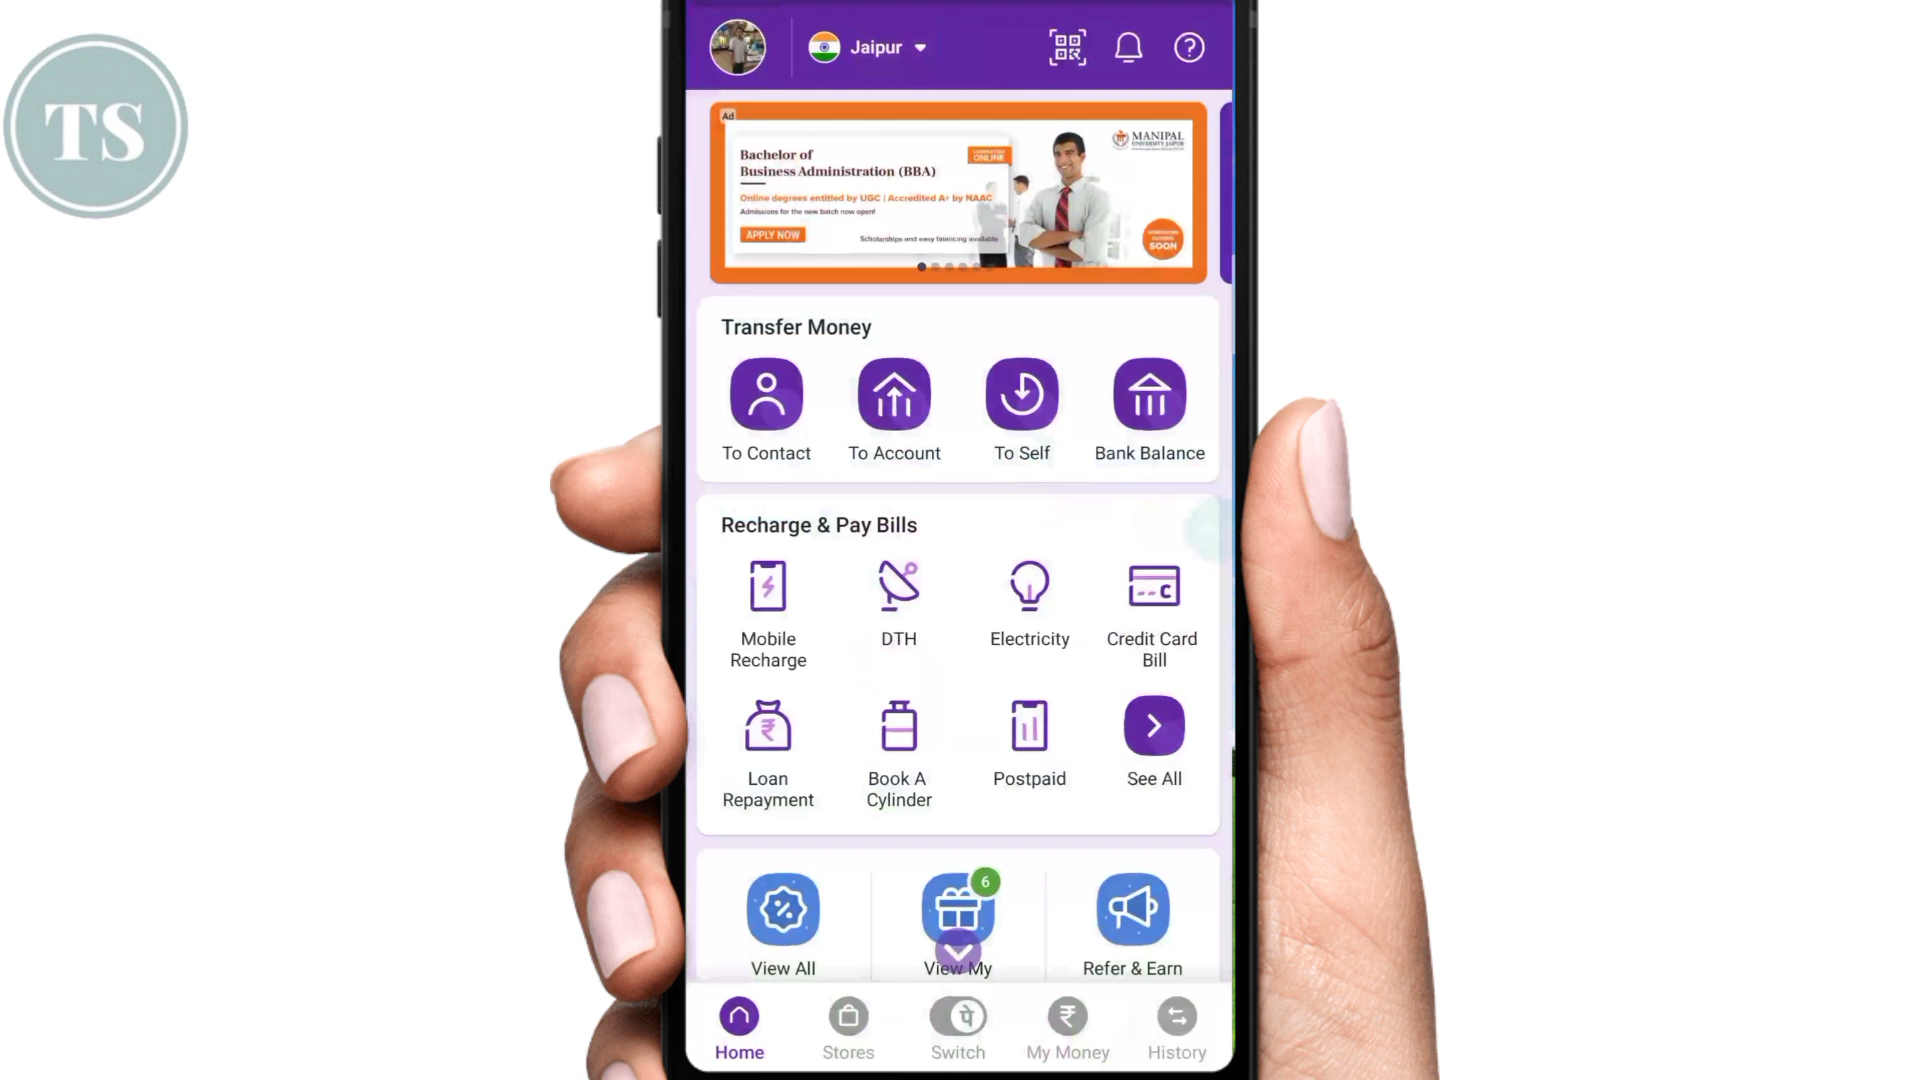 TS
Jaipur
Ad
MANIPAL
UNIVERSITY JAIPUR
Bachelor of
Business Administration (BBA)
ONLINE
Online degrees entitled by UGC | Accredited A+ by NAAC
Admissions for the new batch now open!
APPLY NOW
Scholarships and easy financing available
SOON
Transfer Money
To Contact
To Account
To Self
Bank Balance
Recharge & Pay Bills
Mobile
Recharge
DTH
Electricity
Credit Card
Bill
Loan
Repayment
Book A
Cylinder
Postpaid
See All
6
View All
View My
Refer & Earn
पे
Home
Stores
Switch
My Money
History